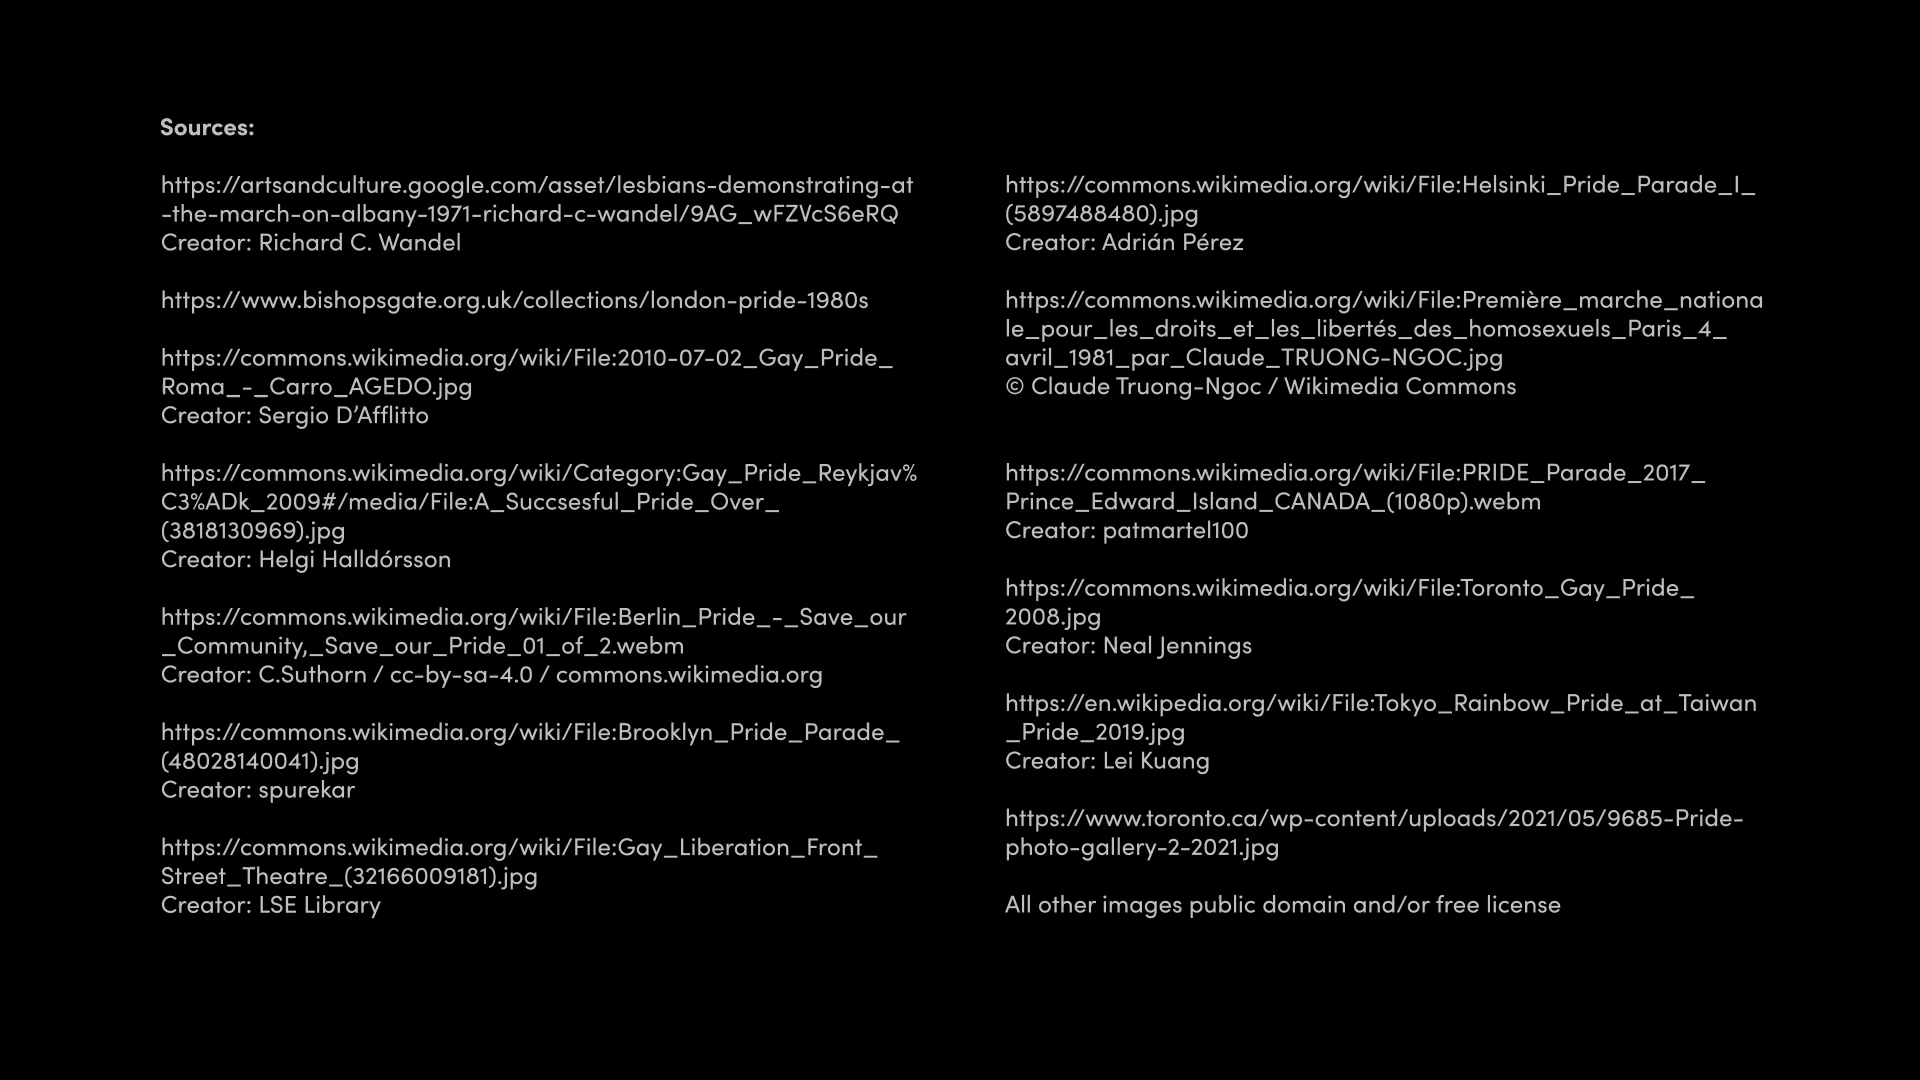 Sources:
https://artsandculture.google.com/asset/lesbians-demonstrating-at
-the-march-on-albany-1971-richard-c-wandel/9AG_wFZVcS6eRQ
Creator: Richard C. Wandel
https://www.bishopsgate.org.uk/collections/london-pride-1980s
https://commons.wikimedia.org/wiki/File:2010-07-02_Gay_Pride_
Roma_-_Carro_AGEDO.jpg
Creator: Sergio D’Afflitto
https://commons.wikimedia.org/wiki/Category:Gay_Pride_Reykjav%
C3%ADk_2009#/media/File:A_Succsesful_Pride_Over_
(3818130969).jpg
Creator: Helgi Halldórsson
https://commons.wikimedia.org/wiki/File:Berlin_Pride_-_Save_our
_Community,_Save_our_Pride_01_of_2.webm
Creator: C.Suthorn / cc-by-sa-4.0 / commons.wikimedia.org
https://commons.wikimedia.org/wiki/File:Brooklyn_Pride_Parade_
(48028140041).jpg
Creator: spurekar
https://commons.wikimedia.org/wiki/File:Gay_Liberation_Front_
Street_Theatre_(32166009181).jpg
Creator: LSE Library
https://commons.wikimedia.org/wiki/File:Helsinki_Pride_Parade_I_
(5897488480).jpg
Creator: Adrián Pérez
https://commons.wikimedia.org/wiki/File:Première_marche_nationa
le_pour_les_droits_et_les_libertés_des_homosexuels_Paris_4_
avril_1981_par_Claude_TRUONG-NGOC.jpg
© Claude Truong-Ngoc / Wikimedia Commons
https://commons.wikimedia.org/wiki/File:PRIDE_Parade_2017_
Prince_Edward_Island_CANADA_(1080p).webm
Creator: patmartel100
https://commons.wikimedia.org/wiki/File:Toronto_Gay_Pride_
2008.jpg
Creator: Neal Jennings
https://en.wikipedia.org/wiki/File:Tokyo_Rainbow_Pride_at_Taiwan
_Pride_2019.jpg
Creator: Lei Kuang
https://www.toronto.ca/wp-content/uploads/2021/05/9685-Pride-
photo-gallery-2-2021.jpg
All other images public domain and/or free license